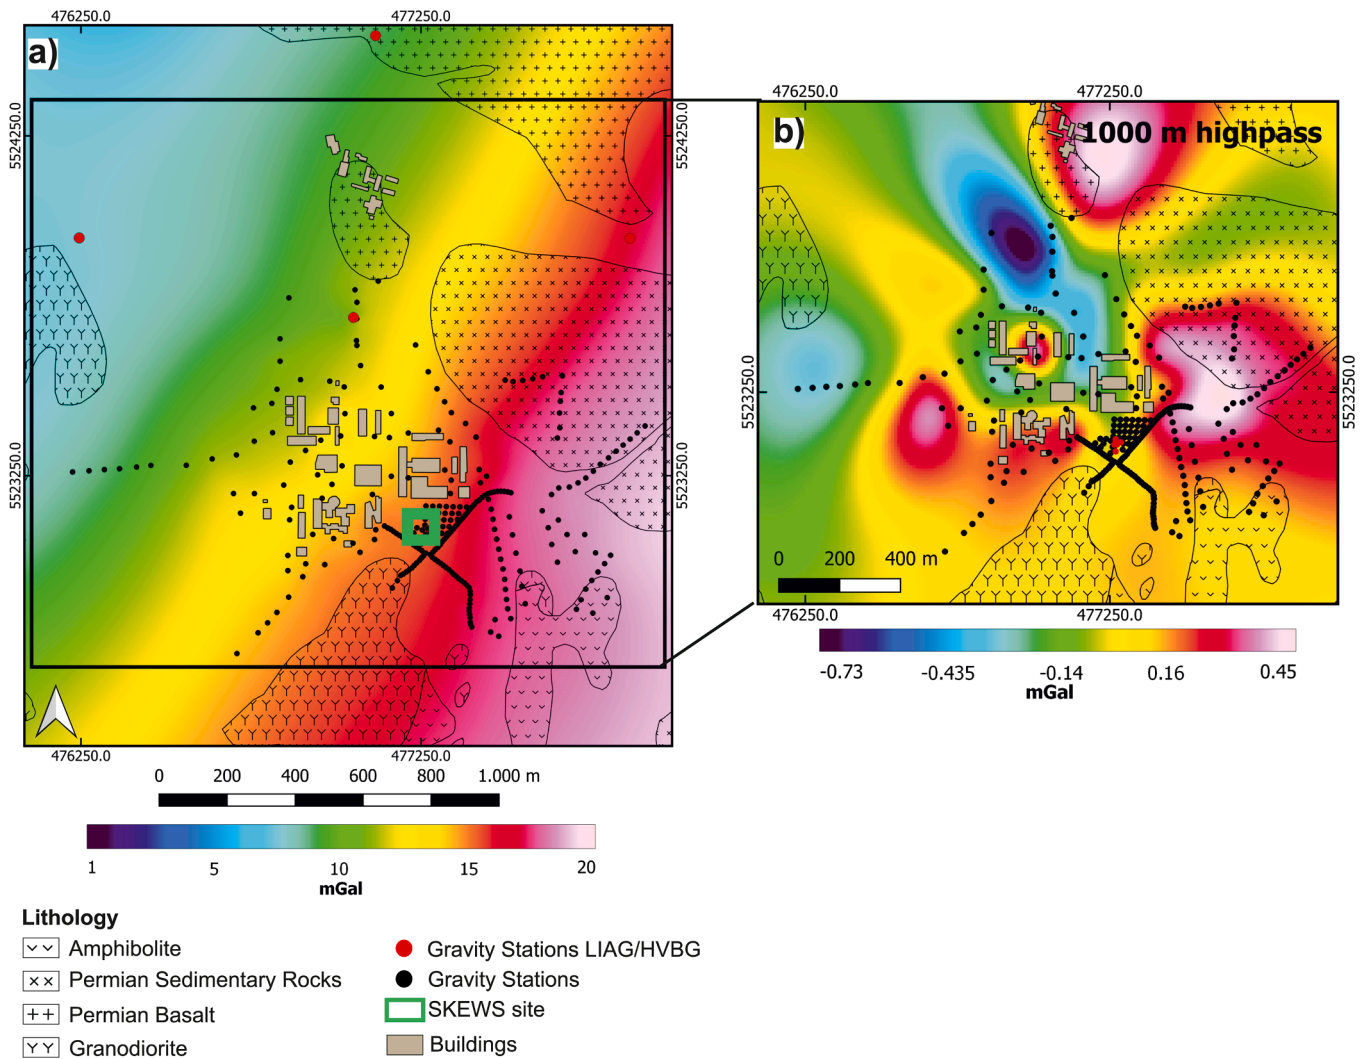 476250.0
477250.0
a)
5524250.0
5524250.0
5523250.0
5523250.0
476250.0
477250.0
0 200 400 600 800 1.000 m
1 5 10 15 20
mGal
476250.0
477250.0
b)
1000 m highpass
5523250.0
5523250.0
0 200 400 m
476250.0
477250.0
-0.73 -0.435 -0.14 0.16 0.45
mGal
Lithology
Amphibolite
Permian Sedimentary Rocks
Permian Basalt
Granodiorite
Gravity Stations LIAG/HVBG
Gravity Stations
SKEWS site
Buildings